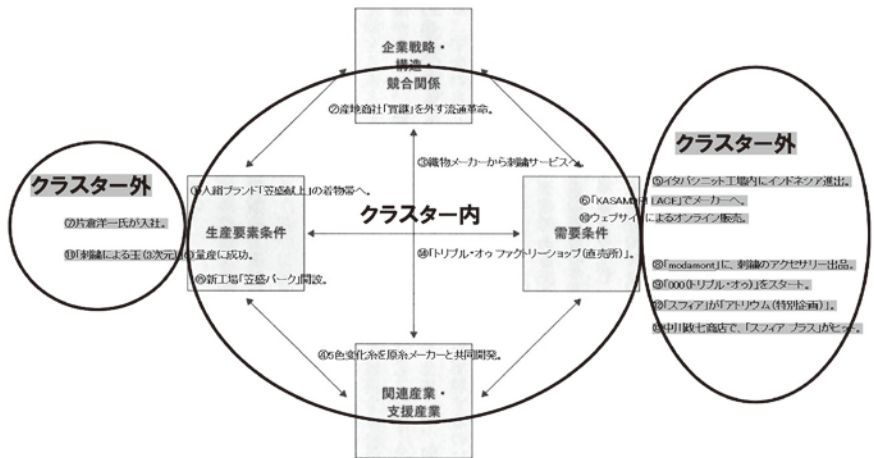 企業戦略・
構造・
競合関係
②産地商社「買継」を外す流通革命。
クラスター外
③織物メーカーから刺繍サービスへ。
⑤イタバシニット工場内にインドネシア進出。
クラスター外
①人絹ブランド「笠盛献上」の着物帯へ。
⑥「KASAMORI LACE」でメーカーへ。
クラスター内
⑩ウェブサイトによるオンライン販売。
⑦片倉洋一氏が入社。
生産要素条件
需要条件
⑪「刺繍による玉(3次元)」の量産に成功。
⑭「トリプル・オゥ ファクトリーショップ(直売所)」。
⑧「modamont」に、刺繍のアクセサリー出品。
⑮新工場「笠盛パーク」開設。
⑨「000(トリプル・オゥ)」をスタート。
⑫「スフィア」が「アトリウム(特別企画)」。
⑬中川政七商店で、「スフィア プラス」がヒット。
④5色変化糸を原糸メーカーと共同開発。
関連産業・
支援産業